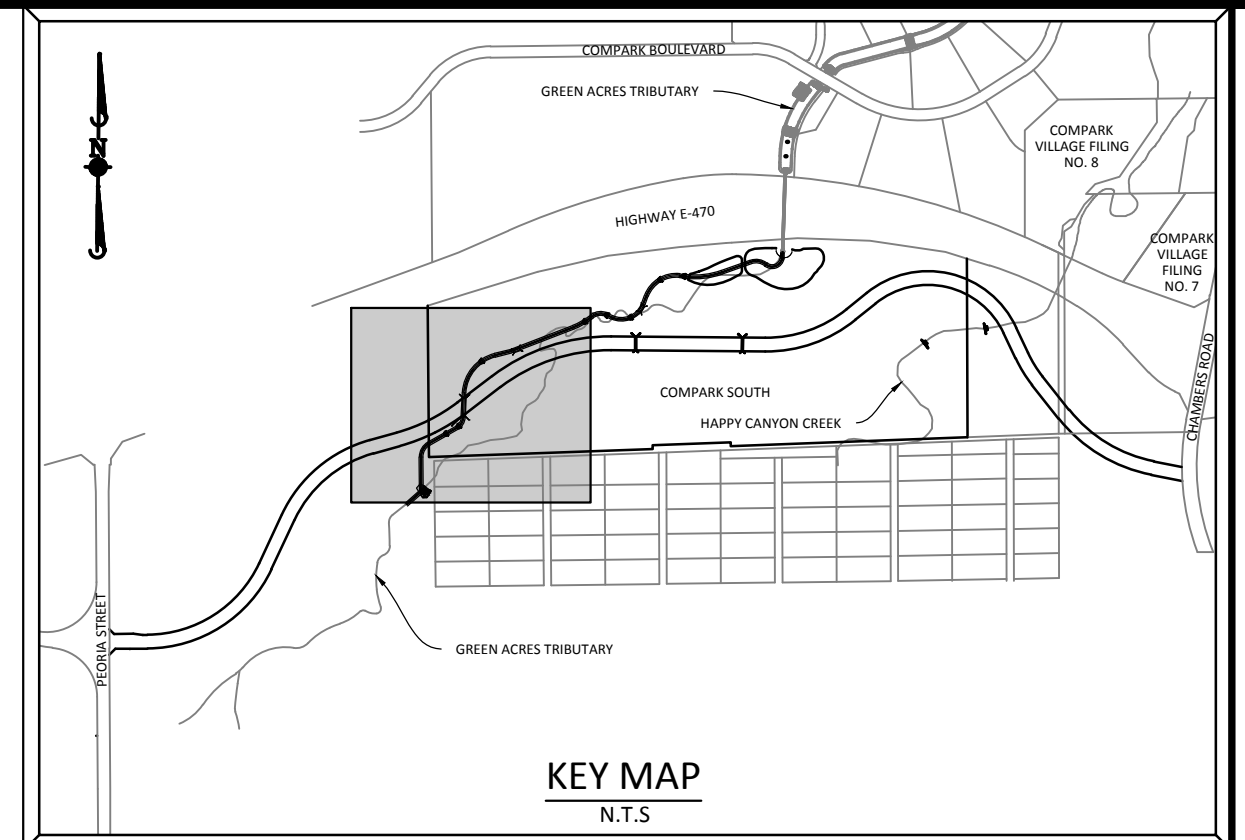 COMPARK BOULEVARD
GREEN ACRES TRIBUTARY
COMPARK
VILLAGE FILING
NO. 8
N
HIGHWAY E-470
COMPARK
VILLAGE
FILING
NO. 7
COMPARK SOUTH
HAPPY CANYON CREEK
CHAMBERS ROAD
PEORIA STREET
GREEN ACRES TRIBUTARY
KEY MAP
N.T.S